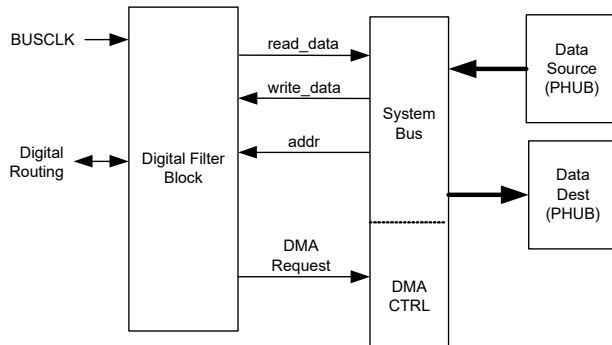 BUSCLK
Digital
Routing
Digital Filter
Block
read_data
write_data
addr
DMA
Request
System
Bus
DMA
CTRL
Data
Source
(PHUB)
Data
Dest
(PHUB)